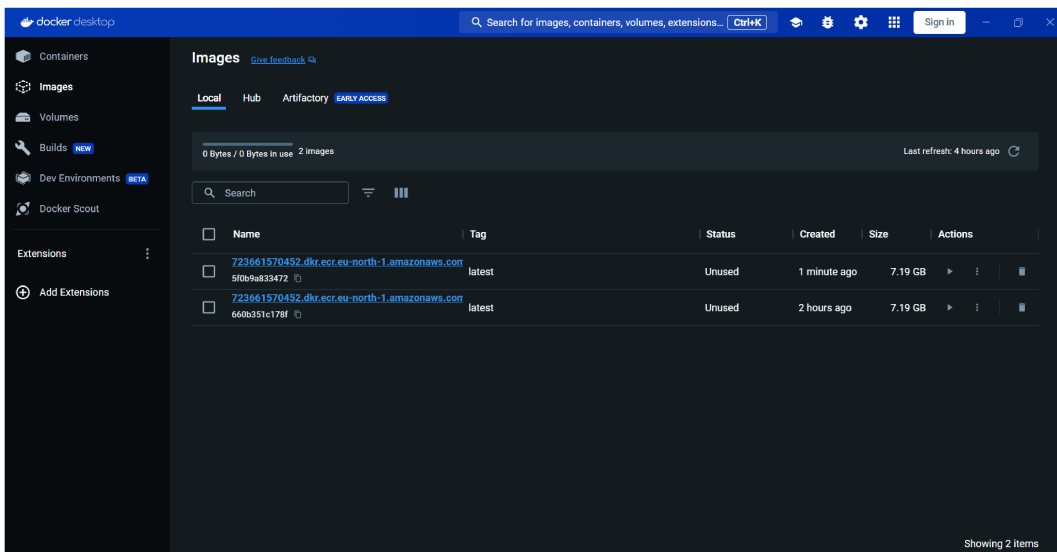 docker desktop
Search for images, containers, volumes, extensions... Ctrl+K
Sign in
Containers
Images
Volumes
Builds NEW
Dev Environments BETA
Docker Scout
Extensions
Add Extensions
Images Give feedback
Local Hub Artifactory EARLY ACCESS
0 Bytes / 0 Bytes in use 2 images
Last refresh: 4 hours ago
Search
Name Tag Status Created Size Actions
723661570452.dkr.ecr.eu-north-1.amazonaws.com
5f0b9a833472
latest Unused 1 minute ago 7.19 GB
723661570452.dkr.ecr.eu-north-1.amazonaws.com
660b351c178f
latest Unused 2 hours ago 7.19 GB
Showing 2 items